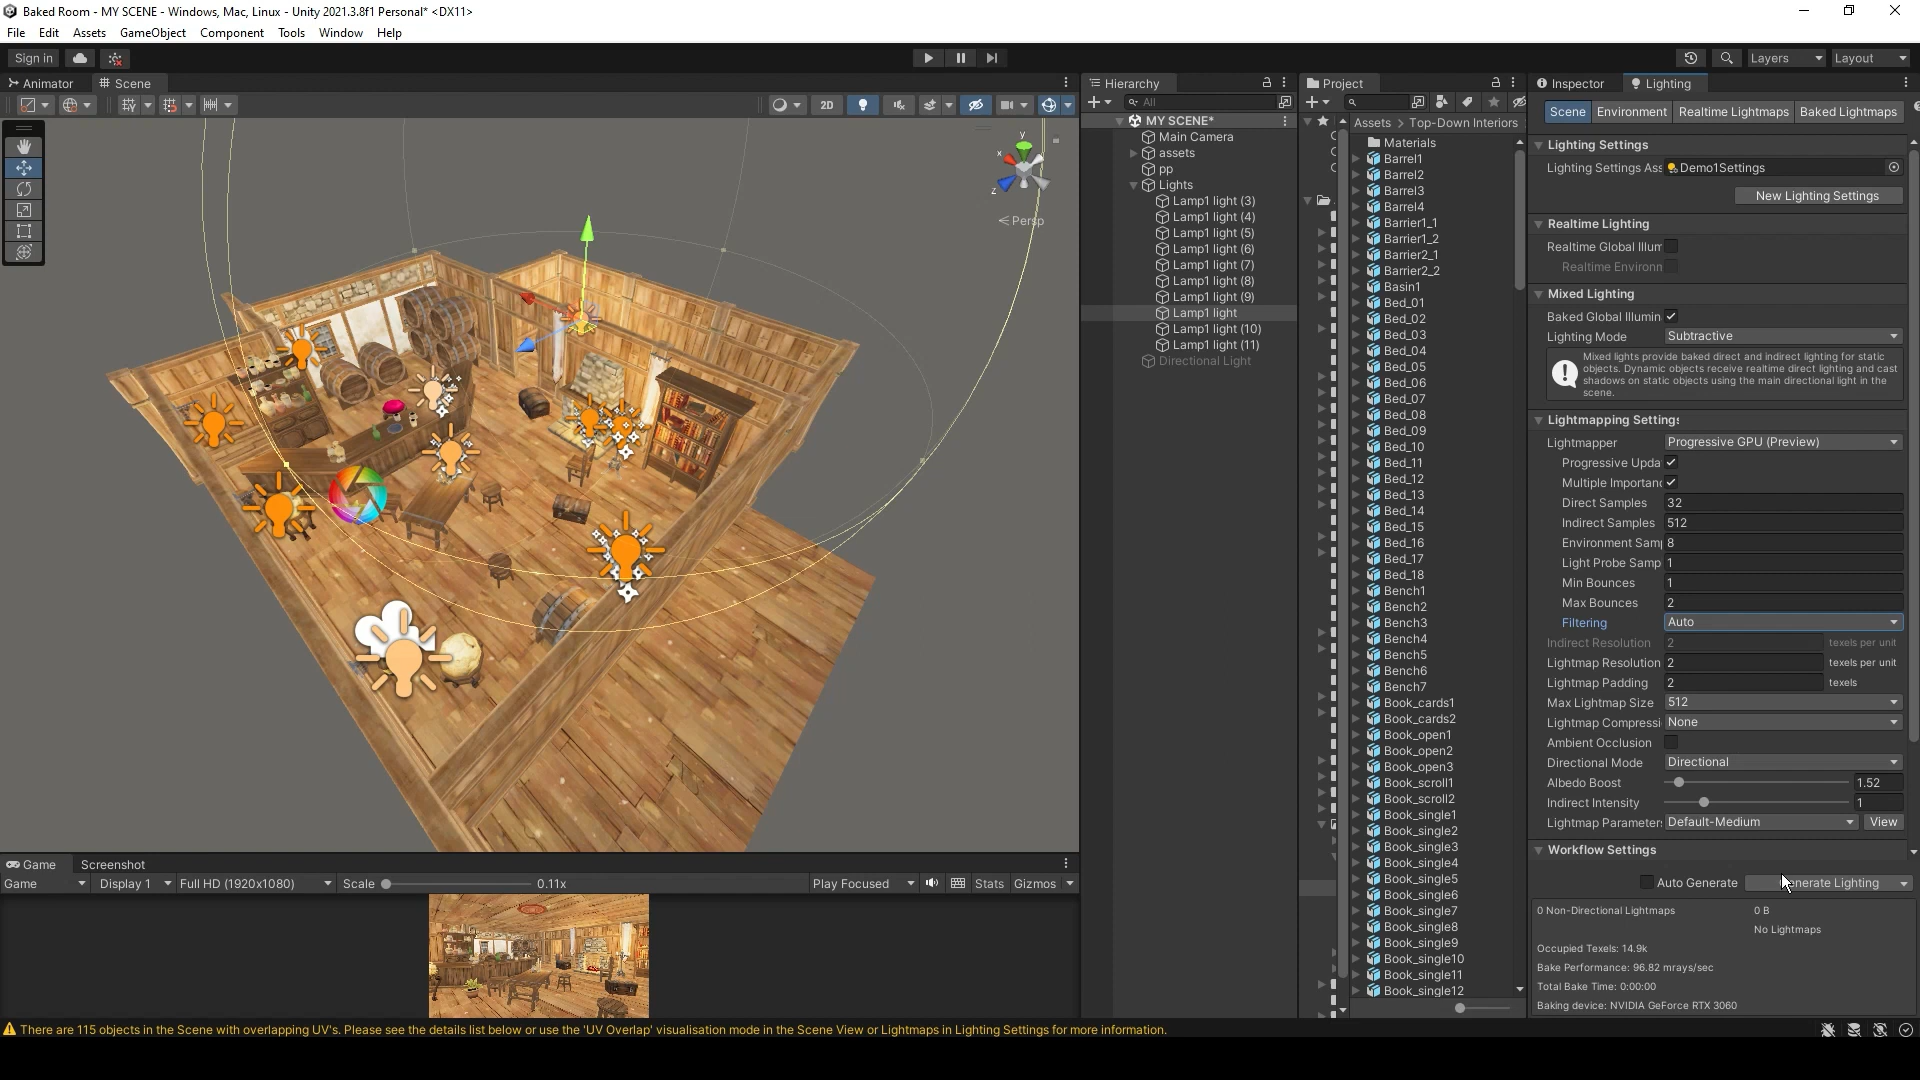 Baked Room - MY SCENE - Windows, Mac, Linux - Unity 2021.3.8f1 Personal* <DX11>
File Edit Assets GameObject Component Tools Window Help
Sign in
Layers
Layout
Animator
Scene
2D
y
x
z
Persp
Hierarchy
All
MY SCENE*
Main Camera
assets
pp
Lights
Lamp1 light (3)
Lamp1 light (4)
Lamp1 light (5)
Lamp1 light (6)
Lamp1 light (7)
Lamp1 light (8)
Lamp1 light (9)
Lamp1 light
Lamp1 light (10)
Lamp1 light (11)
Directional Light
Project
Assets > Top-Down Interiors
Materials
Barrel1
Barrel2
Barrel3
Barrel4
Barrier1_1
Barrier1_2
Barrier2_1
Barrier2_2
Basin1
Bed_01
Bed_02
Bed_03
Bed_04
Bed_05
Bed_06
Bed_07
Bed_08
Bed_09
Bed_10
Bed_11
Bed_12
Bed_13
Bed_14
Bed_15
Bed_16
Bed_17
Bed_18
Bench1
Bench2
Bench3
Bench4
Bench5
Bench6
Bench7
Book_cards1
Book_cards2
Book_open1
Book_open2
Book_open3
Book_scroll1
Book_scroll2
Book_single1
Book_single2
Book_single3
Book_single4
Book_single5
Book_single6
Book_single7
Book_single8
Book_single9
Book_single10
Book_single11
Book_single12
Inspector
Lighting
Scene Environment Realtime Lightmaps Baked Lightmaps
Lighting Settings
Lighting Settings Ass Demo1Settings
New Lighting Settings
Realtime Lighting
Realtime Global Illum
Realtime Environn
Mixed Lighting
Baked Global Illumin
Lighting Mode Subtractive
Mixed lights provide baked direct and indirect lighting for static
objects. Dynamic objects receive realtime direct lighting and cast
shadows on static objects using the main directional light in the
scene.
Lightmapping Settings
Lightmapper Progressive GPU (Preview)
Progressive Upda
Multiple Importanc
Direct Samples 32
Indirect Samples 512
Environment Sam 8
Light Probe Samp 1
Min Bounces 1
Max Bounces 2
Filtering Auto
Indirect Resolution 2 texels per unit
Lightmap Resolution 2 texels per unit
Lightmap Padding 2 texels
Max Lightmap Size 512
Lightmap Compressi None
Ambient Occlusion
Directional Mode Directional
Albedo Boost 1.52
Indirect Intensity 1
Lightmap Parameters Default-Medium View
Workflow Settings
Auto Generate enerate Lighting
0 Non-Directional Lightmaps 0 B
No Lightmaps
Occupied Texels: 14.9k
Bake Performance: 96.82 mrays/sec
Total Bake Time: 0:00:00
Baking device: NVIDIA GeForce RTX 3060
Game
Screenshot
Game Display 1 Full HD (1920x1080) Scale 0.11x Play Focused Stats Gizmos
There are 115 objects in the Scene with overlapping UV's. Please see the details list below or use the 'UV Overlap' visualisation mode in the Scene View or Lightmaps in Lighting Settings for more information.